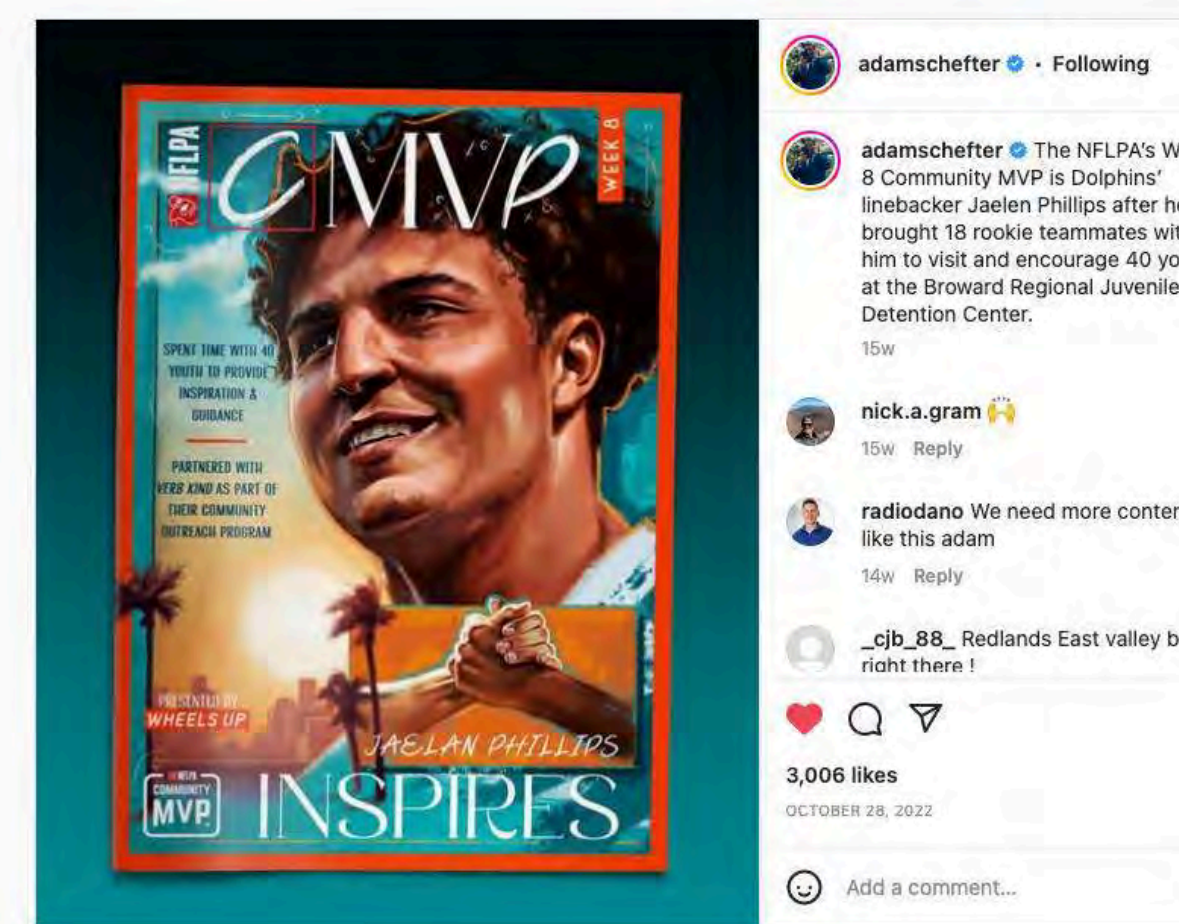 NFLPA
CMVP
WEEK 8
SPENT TIME WITH 40
YOUTH TO PROVIDE
INSPIRATION &
GUIDANCE
PARTNERED WITH
VERB KIND AS PART OF
THEIR COMMUNITY
OUTREACH PROGRAM
PRESENTED BY
WHEELS UP
JAELAN PHILLIPS
NFLPA
COMMUNITY
MVP
INSPIRES
adamschefter • Following
adamschefter The NFLPA's W
8 Community MVP is Dolphins'
linebacker Jaelen Phillips after he
brought 18 rookie teammates wit
him to visit and encourage 40 yo
at the Broward Regional Juvenile
Detention Center.
15w
nick.a.gram 🙌
15w Reply
radiodano We need more conter
like this adam
14w Reply
_cjb_88_ Redlands East valley b
right there !
3,006 likes
OCTOBER 28, 2022
Add a comment...